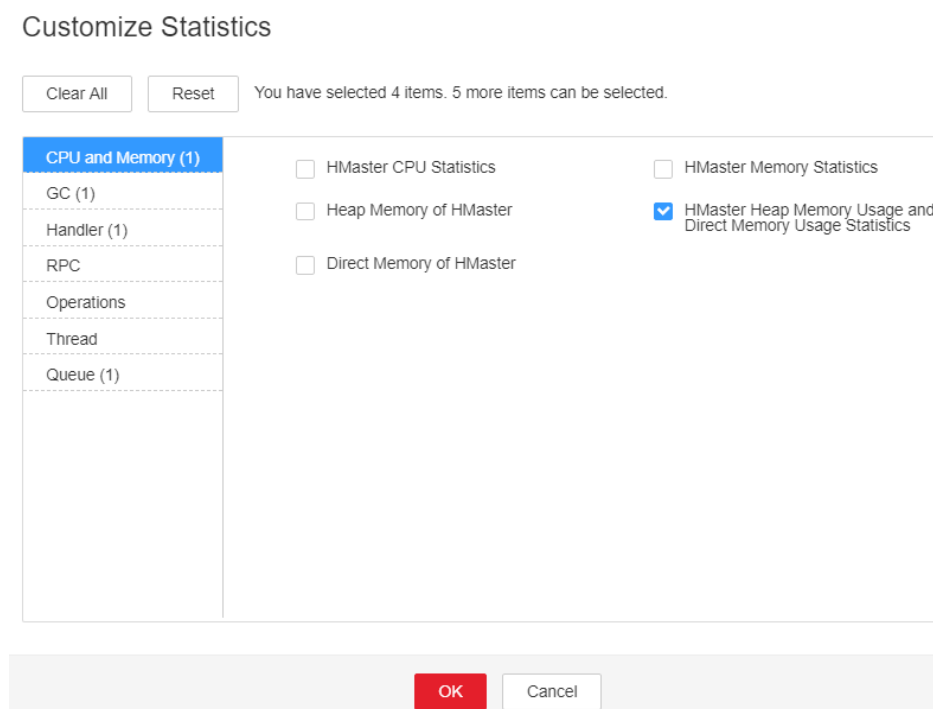 Customize Statistics
Clear All
Reset
You have selected 4 items. 5 more items can be selected.
CPU and Memory (1)
GC (1)
Handler (1)
RPC
Operations
Thread
Queue (1)
HMaster CPU Statistics
HMaster Memory Statistics
Heap Memory of HMaster
HMaster Heap Memory Usage and
Direct Memory Usage Statistics
Direct Memory of HMaster
OK
Cancel